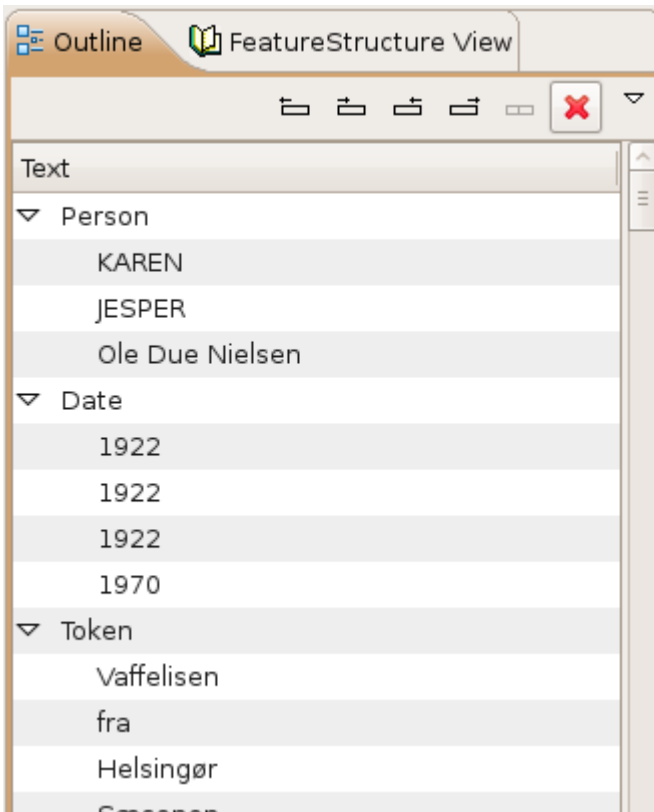 Outline
FeatureStructure View
Text
Person
KAREN
JESPER
Ole Due Nielsen
Date
1922
1922
1922
1970
Token
Vaffelisen
fra
Helsingør